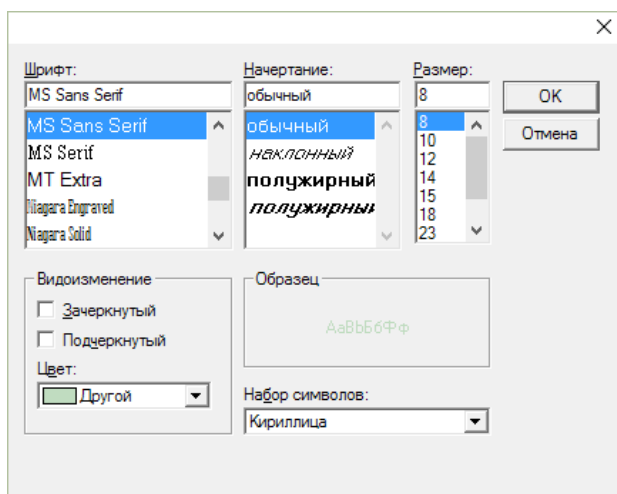 Шрифт:
MS Sans Serif
MS Sans Serif
MS Serif
MT Extra
Niagara Engraved
Niagara Solid
Начертание:
обычный
обычный
наклонный
полужирный
полужирный
Размер:
8
8
10
12
14
15
18
23
OK
Отмена
Видоизменение
Зачеркнутый
Подчеркнутый
Цвет:
Другой
Образец
АаВbБбФф
Набор символов:
Кириллица